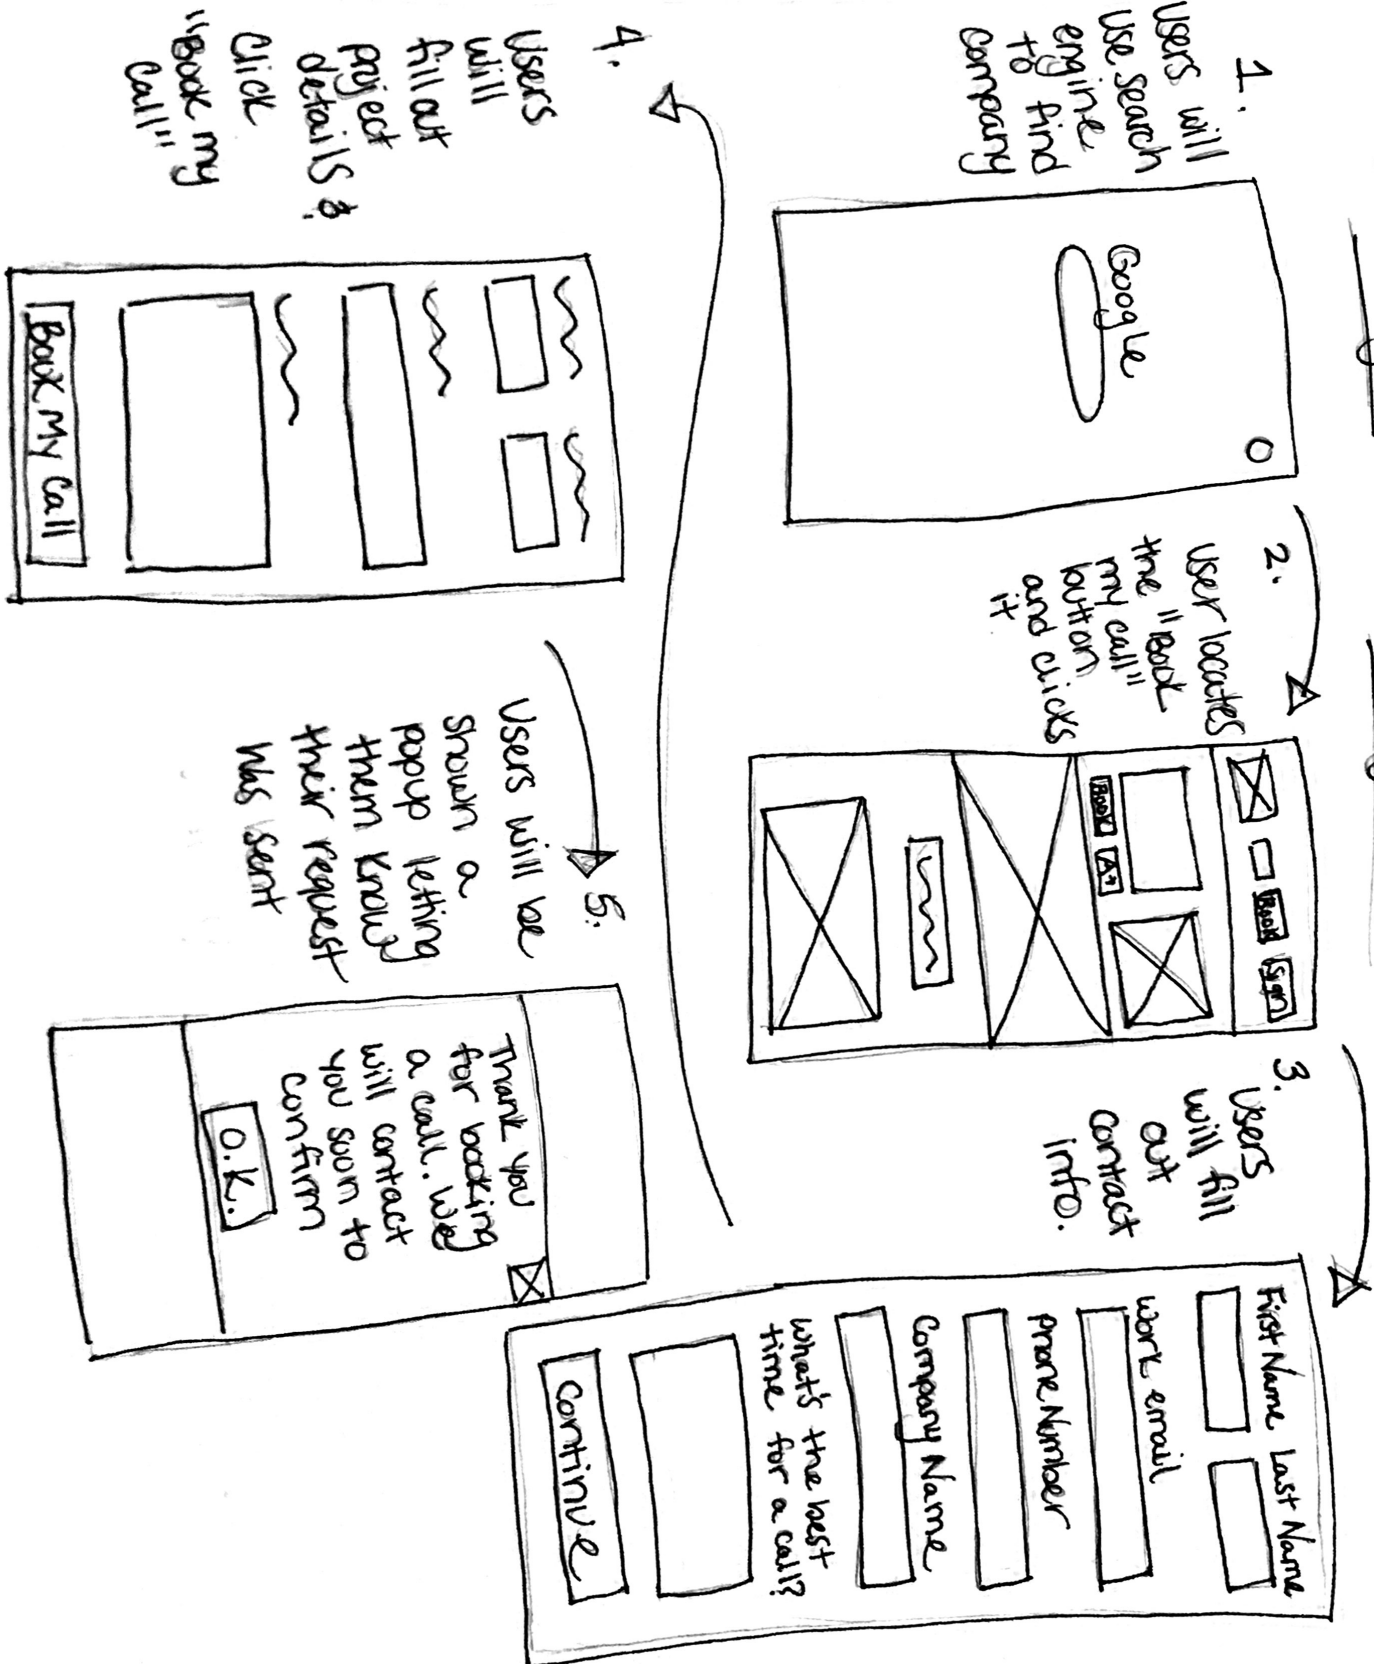 1.
Users will
use search
engine
to find
company
Google
2.
User locates
the "Book
my call"
button
and clicks
it
Book
Sign
Book
3.
Users
will fill
out
contact
info.
First Name Last Name
Work email
Phone Number
Company Name
What's the best
time for a call?
Continue
4.
Users
will
fill out
project
details &
Click
"Book my
Call"
Book My Call
5.
Users will be
shown a
popup letting
them know
their request
was sent
Thank you
for booking
a call. We
will contact
you soon to
confirm
O.K.